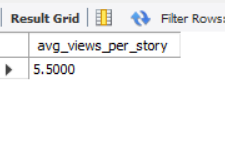 Result Grid Filter Rows:
avg_views_per_story
5.5000